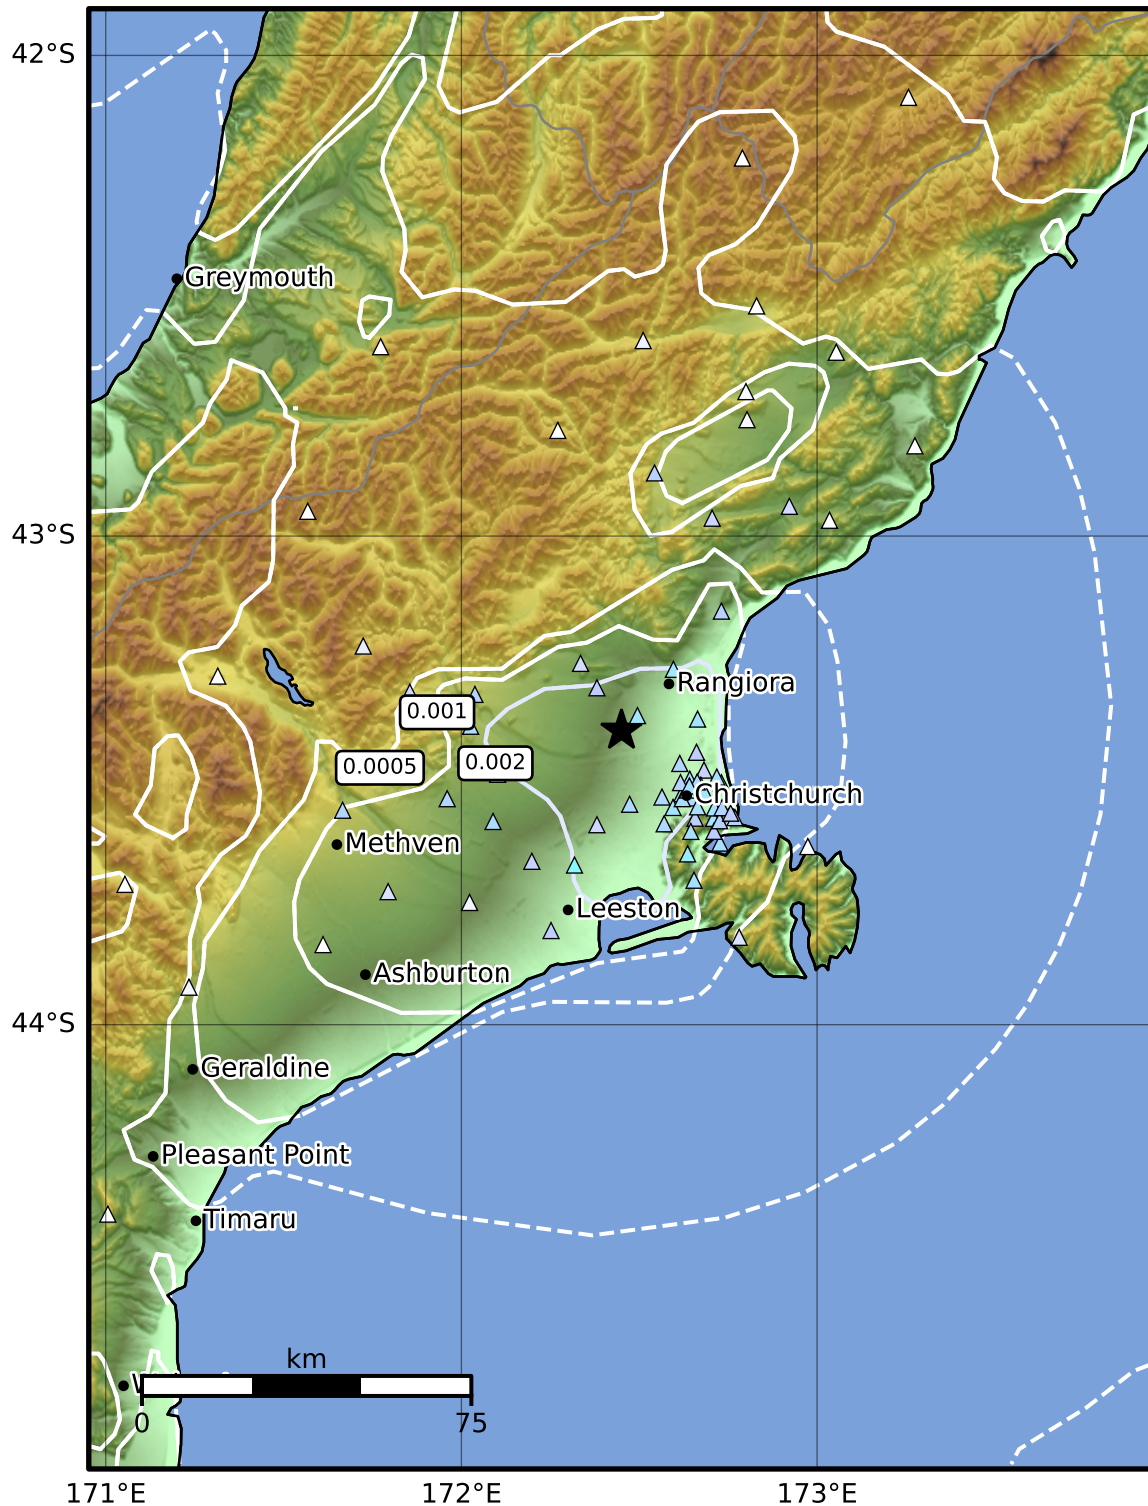 42°S
Greymouth
43°S
Rangiora
0.001
0.002
0.0005
Christchurch
Methven
Leeston
Ashburton
44°S
Geraldine
Pleasant Point
Timaru
km
0 75
171°E 172°E 173°E